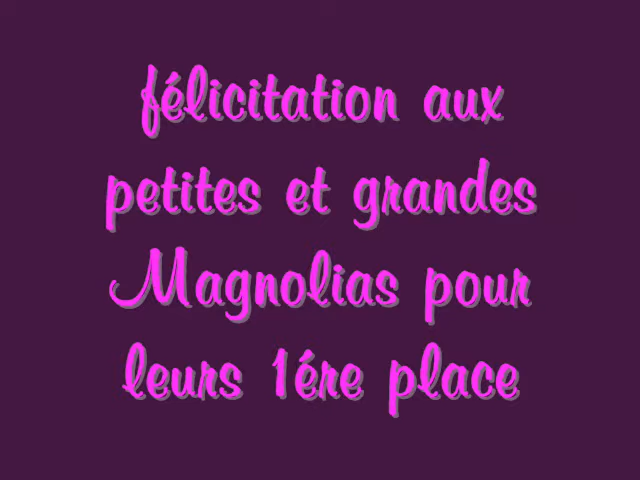 félicitation aux
petites et grandes
Magnolias pour
leurs 1ére place